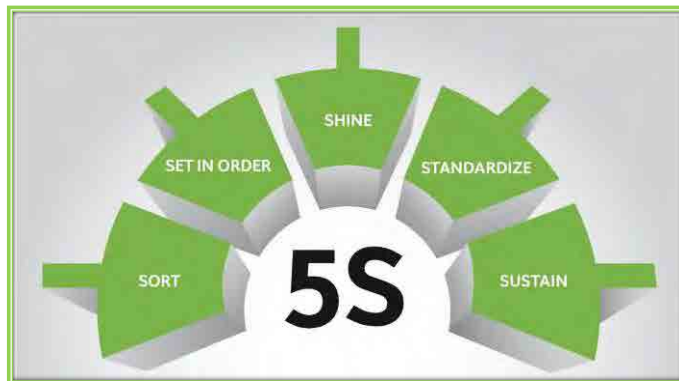 SORT
SET IN ORDER
SHINE
STANDARDIZE
SUSTAIN
5S